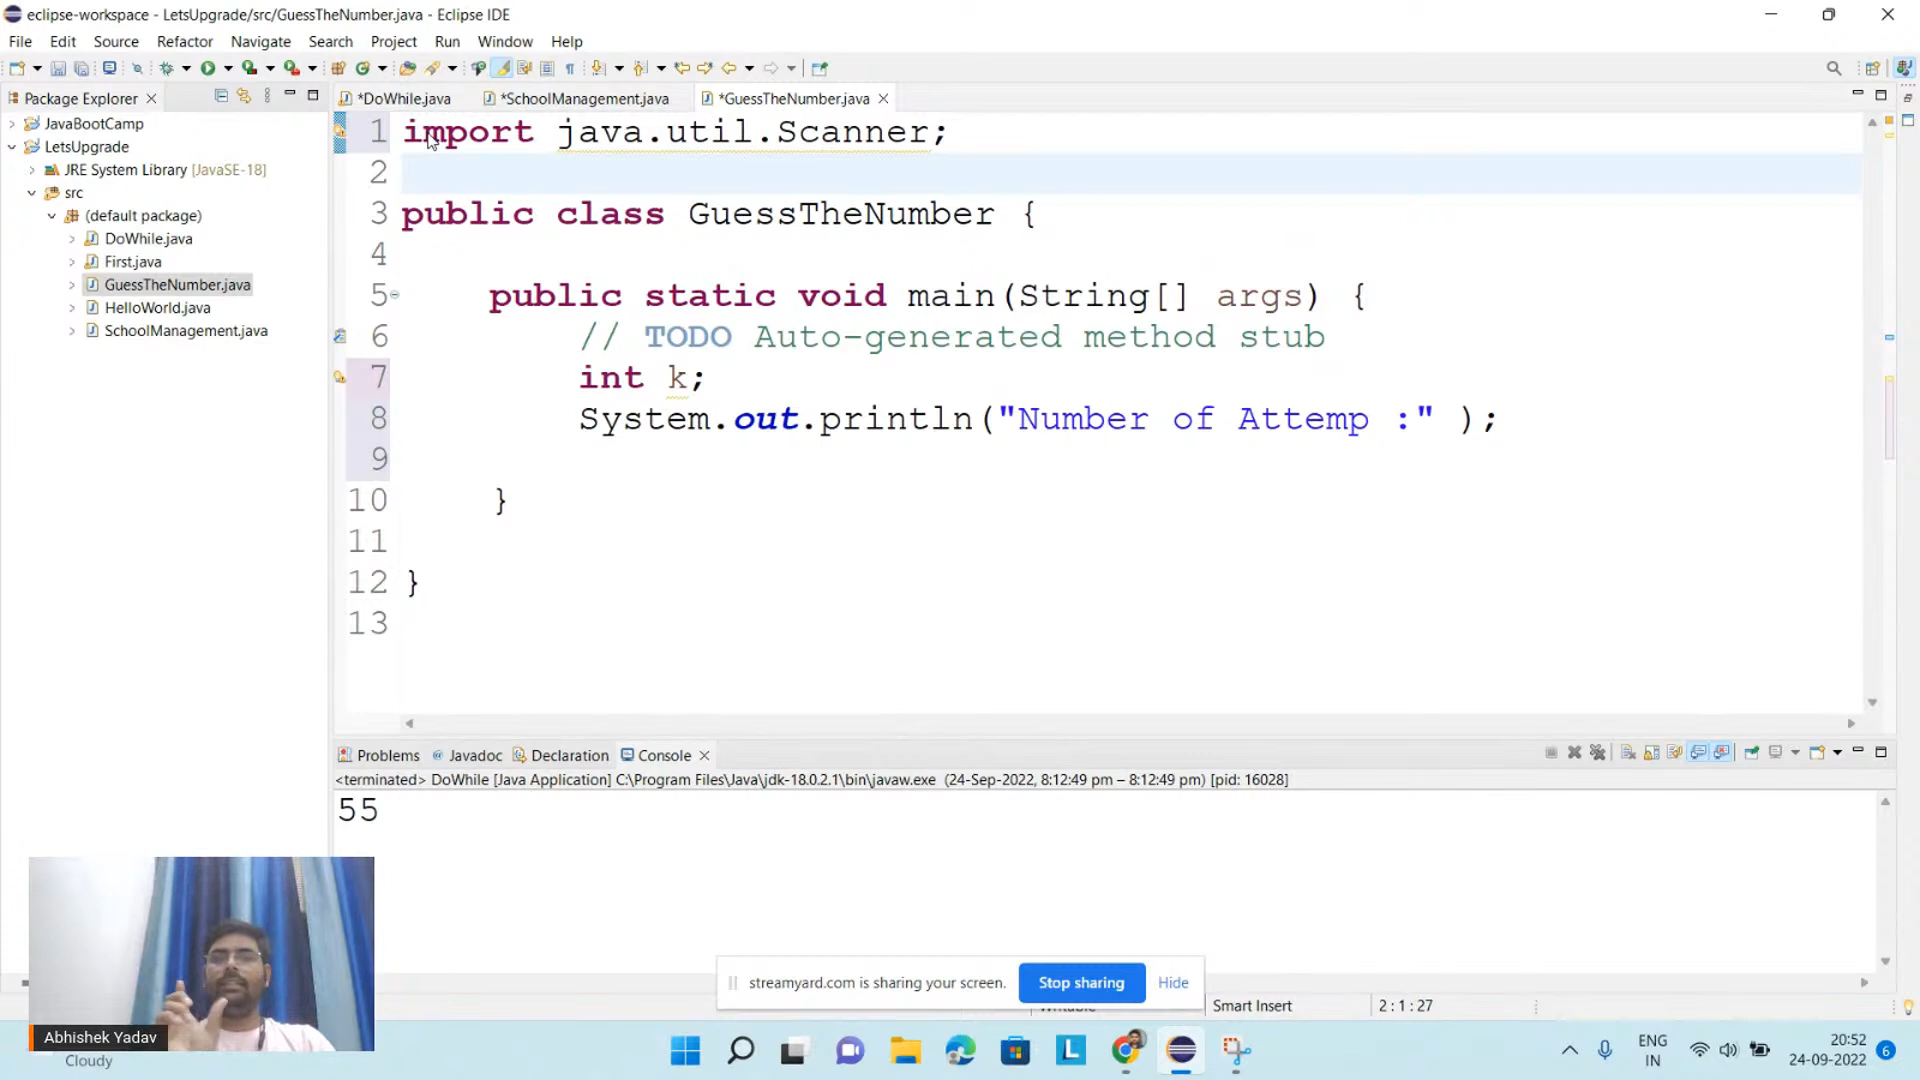 eclipse-workspace - LetsUpgrade/src/GuessTheNumber.java - Eclipse IDE
File Edit Source Refactor Navigate Search Project Run Window Help
Package Explorer
*DoWhile.java
*SchoolManagement.java
*GuessTheNumber.java
JavaBootCamp
LetsUpgrade
JRE System Library [JavaSE-18]
src
(default package)
DoWhile.java
First.java
GuessTheNumber.java
HelloWorld.java
SchoolManagement.java
1 import java.util.Scanner;
2
3 public class GuessTheNumber {
4
5 public static void main(String[] args) {
6 // TODO Auto-generated method stub
7 int k;
8 System.out.println("Number of Attemp :" );
9
10 }
11
12 }
13
Problems @ Javadoc Declaration Console
<terminated> DoWhile [Java Application] C:\Program Files\Java\jdk-18.0.2.1\bin\javaw.exe (24-Sep-2022, 8:12:49 pm – 8:12:49 pm) [pid: 16028]
55
streamyard.com is sharing your screen. Stop sharing Hide
Smart Insert
2 : 1 : 27
Abhishek Yadav
Cloudy
L
ENG
IN
20:52
24-09-2022
6